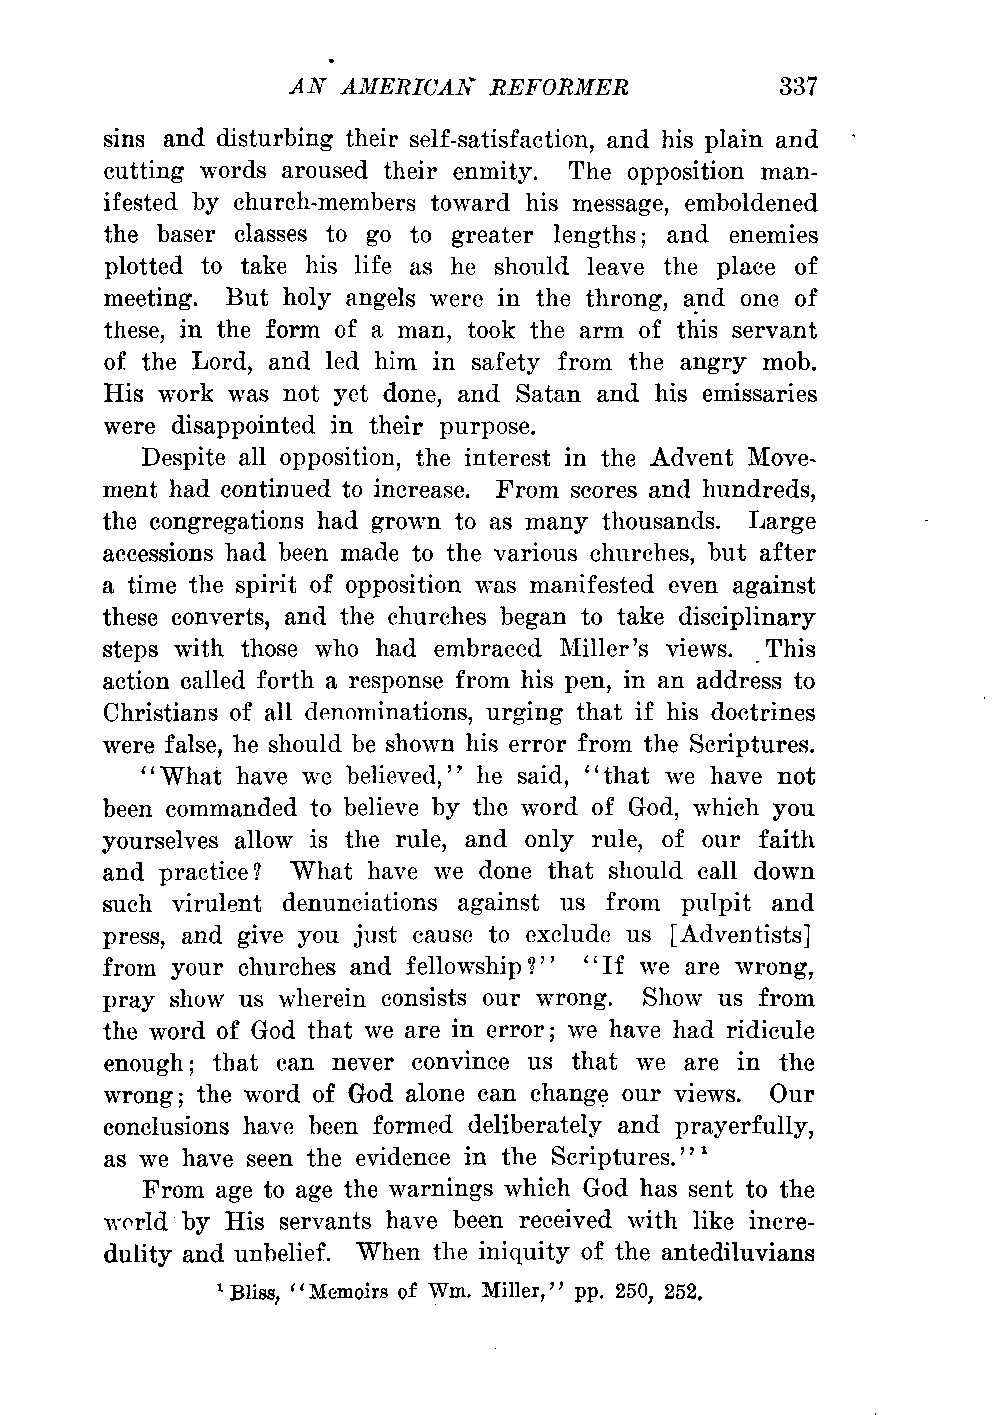 AN AMERICAN REFORMER 337
sins and disturbing their self-satisfaction, and his plain and
cutting words aroused their enmity. The opposition man-
ifested by church-members toward his message, emboldened
the baser classes to go to greater lengths; and enemies
plotted to take his life as he should leave the place of
meeting. But holy angels were in the throng, and one of
these, in the form of a man, took the arm of this servant
of the Lord, and led him in safety from the angry mob.
His work was not yet done, and Satan and his emissaries
were disappointed in their purpose.
Despite all opposition, the interest in the Advent Move-
ment had continued to increase. From scores and hundreds,
the congregations had grown to as many thousands. Large
accessions had been made to the various churches, but after
a time the spirit of opposition was manifested even against
these converts, and the churches began to take disciplinary
steps with those who had embraced Miller's views. This
action called forth a response from his pen, in an address to
Christians of all denominations, urging that if his doctrines
were false, he should be shown his error from the Scriptures.
"What have we believed," he said, "that we have not
been commanded to believe by the word of God, which you
yourselves allow is the rule, and only rule, of our faith
and practice? What have we done that should call down
such virulent denunciations against us from pulpit and
press, and give you just cause to exclude us [Adventists]
from your churches and fellowship?" "If we are wrong,
pray show us wherein consists our wrong. Show us from
the word of God that we are in error; we have had ridicule
enough; that can never convince us that we are in the
wrong; the word of God alone can change our views. Our
conclusions have been formed deliberately and prayerfully,
as we have seen the evidence in the Scriptures."¹
From age to age the warnings which God has sent to the
world by His servants have been received with like incre-
dulity and unbelief. When the iniquity of the antediluvians
¹ Bliss, "Memoirs of Wm. Miller," pp. 250, 252.